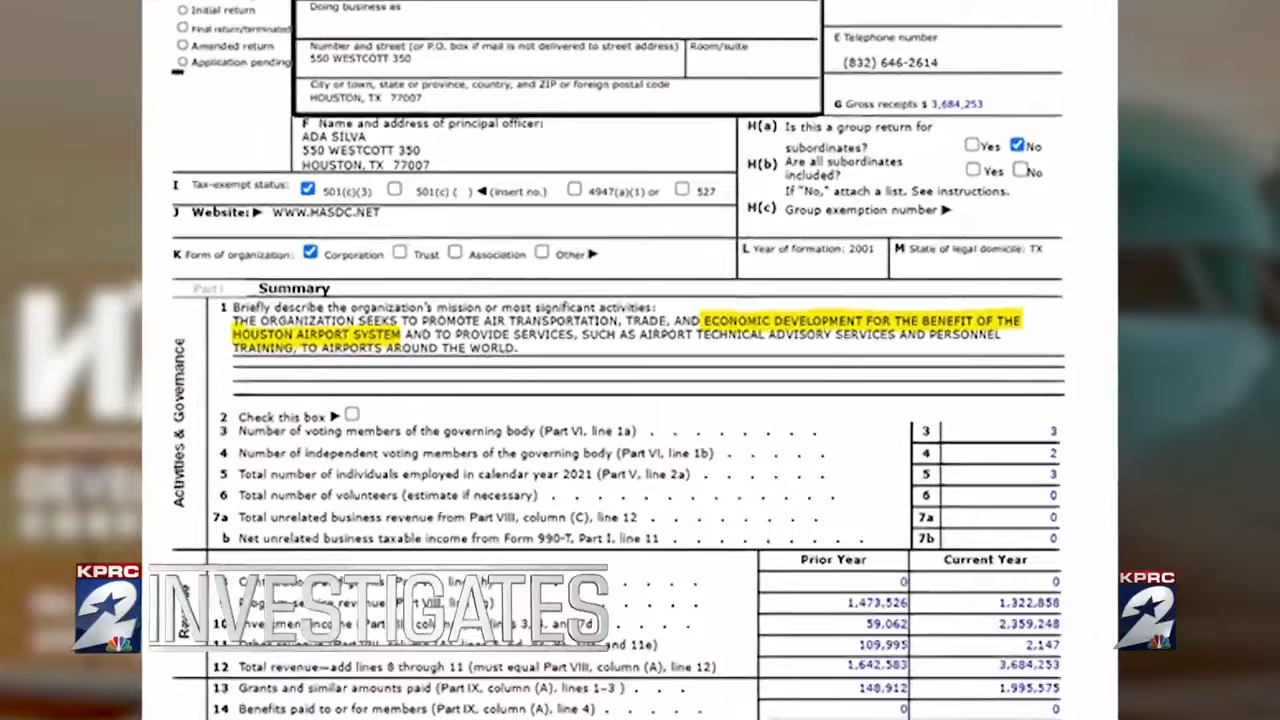 Initial return
Doing business as
Final return/terminated
Amended return
Application pending
Number and street (or P.O. box if mail is not delivered to street address)
Room/suite
550 WESTCOTT 350
City or town, state or province, country, and ZIP or foreign postal code
HOUSTON, TX 77007
E Telephone number
(832) 646-2614
G Gross receipts $ 3,684,253
F Name and address of principal officer:
ADA SILVA
550 WESTCOTT 350
HOUSTON, TX 77007
H(a) Is this a group return for
subordinates? Yes No
H(b) Are all subordinates
included? Yes No
If "No," attach a list. See instructions.
H(c) Group exemption number ▶
I Tax-exempt status: 501(c)(3) 501(c) ( ) ◀ (insert no.) 4947(a)(1) or 527
J Website: ▶ WWW.HASDC.NET
K Form of organization: Corporation Trust Association Other ▶
L Year of formation: 2001
M State of legal domicile: TX
Part I Summary
Activities & Governance
1 Briefly describe the organization's mission or most significant activities:
THE ORGANIZATION SEEKS TO PROMOTE AIR TRANSPORTATION, TRADE, AND ECONOMIC DEVELOPMENT FOR THE BENEFIT OF THE
HOUSTON AIRPORT SYSTEM AND TO PROVIDE SERVICES, SUCH AS AIRPORT TECHNICAL ADVISORY SERVICES AND PERSONNEL
TRAINING, TO AIRPORTS AROUND THE WORLD.
2 Check this box ▶
3 Number of voting members of the governing body (Part VI, line 1a) . . . . . . . . 3 3
4 Number of independent voting members of the governing body (Part VI, line 1b) . . . . . 4 2
5 Total number of individuals employed in calendar year 2021 (Part V, line 2a) . . . . . . 5 3
6 Total number of volunteers (estimate if necessary) . . . . . . . . . . . . 6 0
7a Total unrelated business revenue from Part VIII, column (C), line 12 . . . . . . . 7a 0
b Net unrelated business taxable income from Form 990-T, Part I, line 11 . . . . . . . . 7b 0
Prior Year Current Year
0 0
1,473,526 1,322,858
10 59,062 2,359,248
and 11e) 109,995 2,147
12 Total revenue—add lines 8 through 11 (must equal Part VIII, column (A), line 12) 1,642,583 3,684,253
13 Grants and similar amounts paid (Part IX, column (A), lines 1–3 ) . . . 148,912 1,995,575
14 Benefits paid to or for members (Part IX, column (A), line 4) . . . . 0 0
KPRC
2
INVESTIGATES
KPRC
2